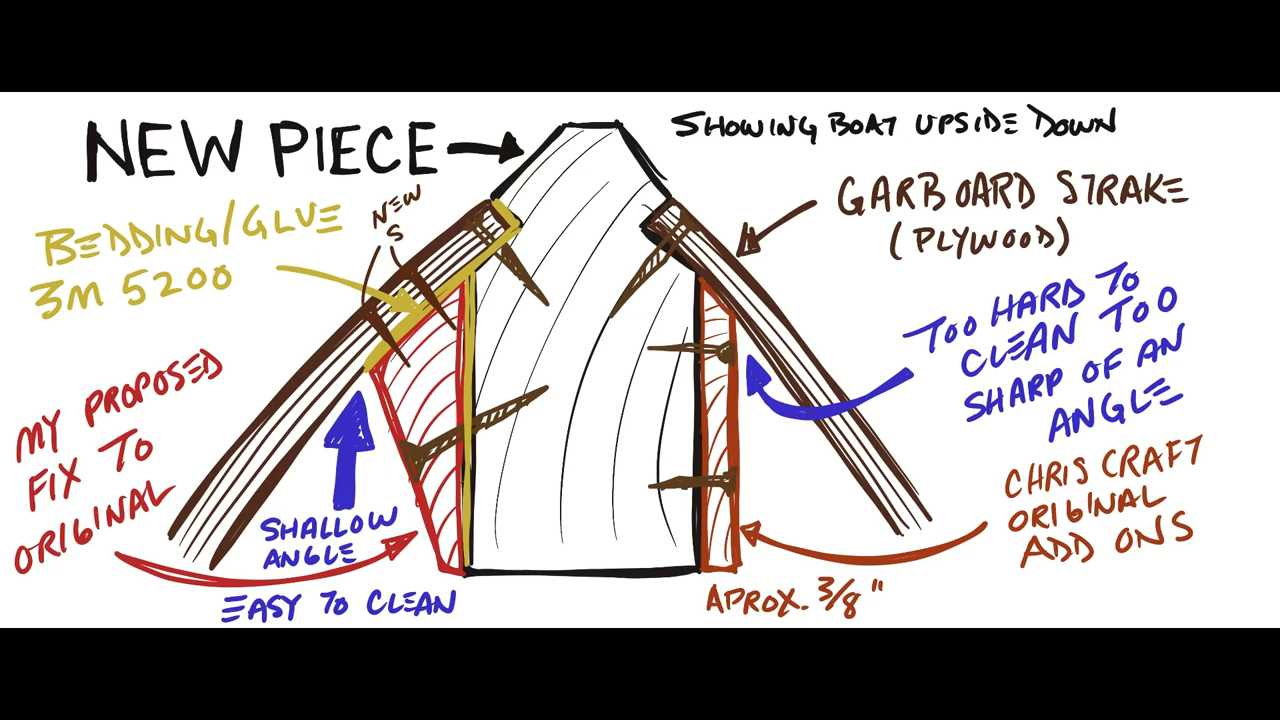 NEW PIECE
SHOWING BOAT UPSIDE DOWN
NEW
S
BEDDING/GLUE
3M 5200
GARBOARD STRAKE
(PLYWOOD)
TOO HARD TO
CLEAN TOO
SHARP OF AN
ANGLE
MY PROPOSED
FIX TO
ORIGINAL
SHALLOW
ANGLE
EASY TO CLEAN
CHRIS CRAFT
ORIGINAL
ADD ONS
APROX. 3/8"